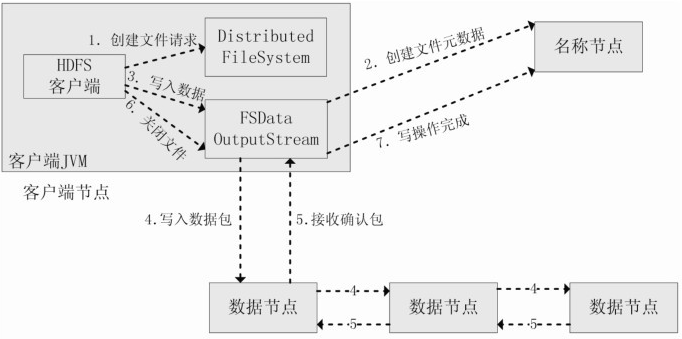 1. 创建文件请求
Distributed
FileSystem
2. 创建文件元数据
名称节点
HDFS
客户端
3. 写入数据
FSData
OutputStream
6. 关闭文件
7. 写操作完成
客户端JVM
客户端节点
4.写入数据包
5.接收确认包
数据节点
4
5
数据节点
4
5
数据节点